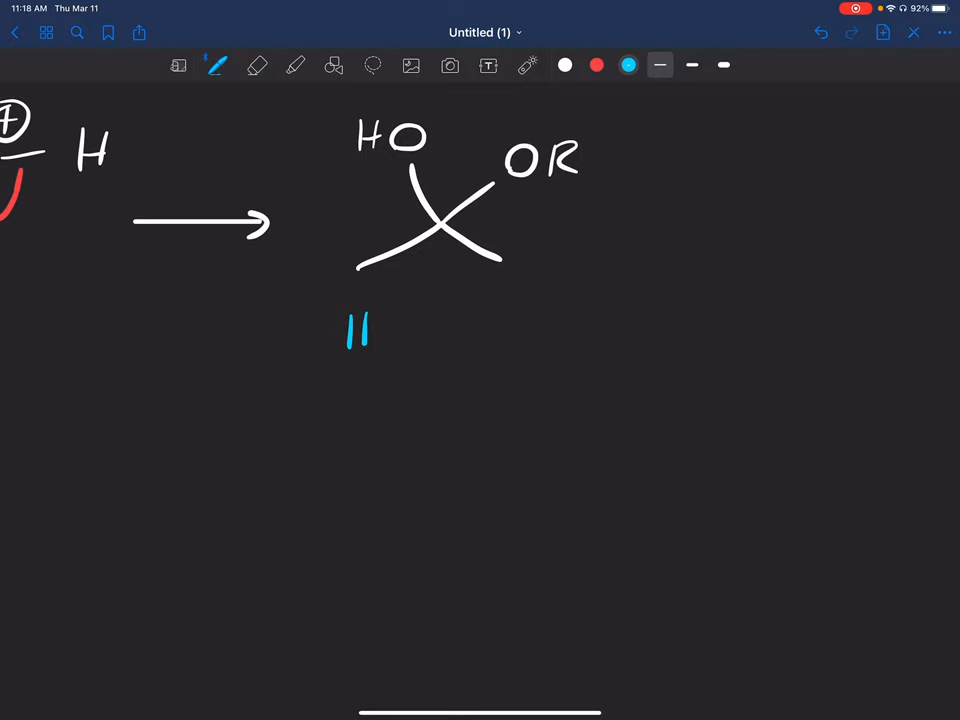 11:18 AM Thu Mar 11
92%
Untitled (1)
+
H
HO
OR
"